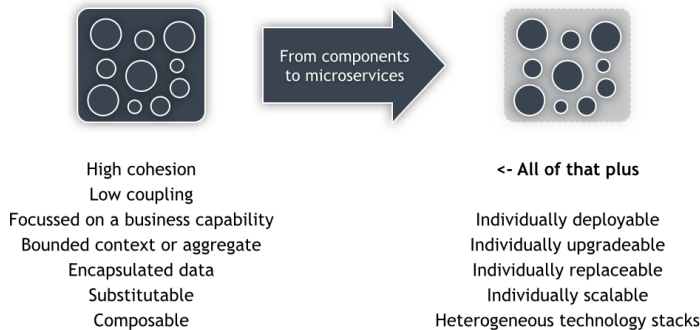 From components
to microservices
High cohesion
Low coupling
Focussed on a business capability
Bounded context or aggregate
Encapsulated data
Substitutable
Composable
<- All of that plus
Individually deployable
Individually upgradeable
Individually replaceable
Individually scalable
Heterogeneous technology stacks